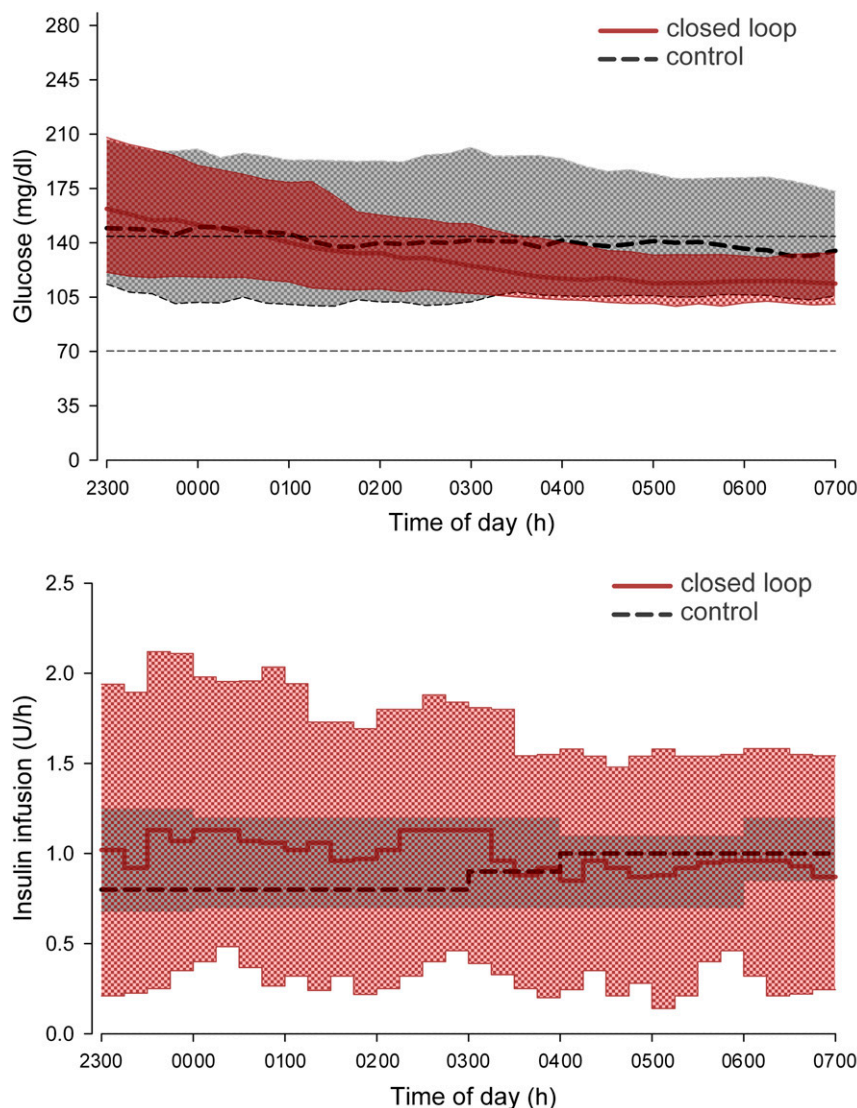 280
closed loop
control
245
210
175
140
105
70
35
0
Glucose (mg/dl)
2300 0000 0100 0200 0300 0400 0500 0600 0700
Time of day (h)
2.5
closed loop
control
2.0
1.5
1.0
0.5
0.0
Insulin infusion (U/h)
2300 0000 0100 0200 0300 0400 0500 0600 0700
Time of day (h)